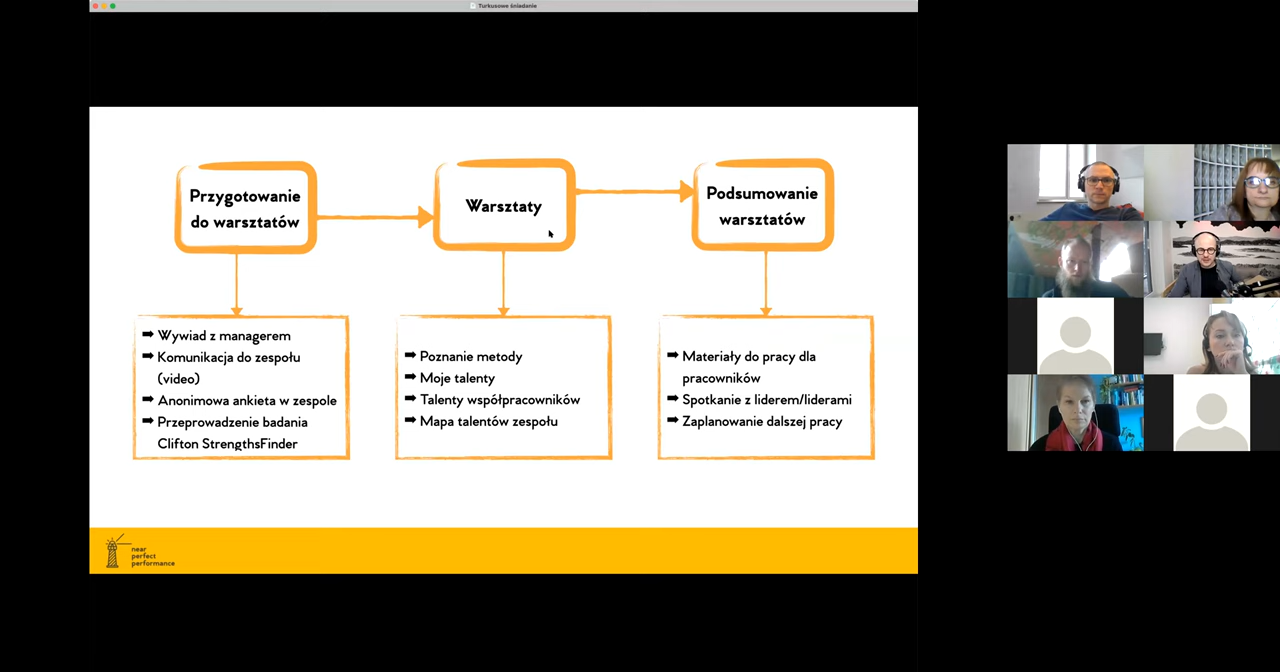 Turkusowe śniadanie
Przygotowanie
do warsztatów
Warsztaty
Podsumowanie
warsztatów
Wywiad z managerem
Komunikacja do zespołu
(video)
Anonimowa ankieta w zespole
Przeprowadzenie badania
Clifton StrengthsFinder
Poznanie metody
Moje talenty
Talenty współpracowników
Mapa talentów zespołu
Materiały do pracy dla
pracowników
Spotkanie z liderem/liderami
Zaplanowanie dalszej pracy
near
perfect
performance